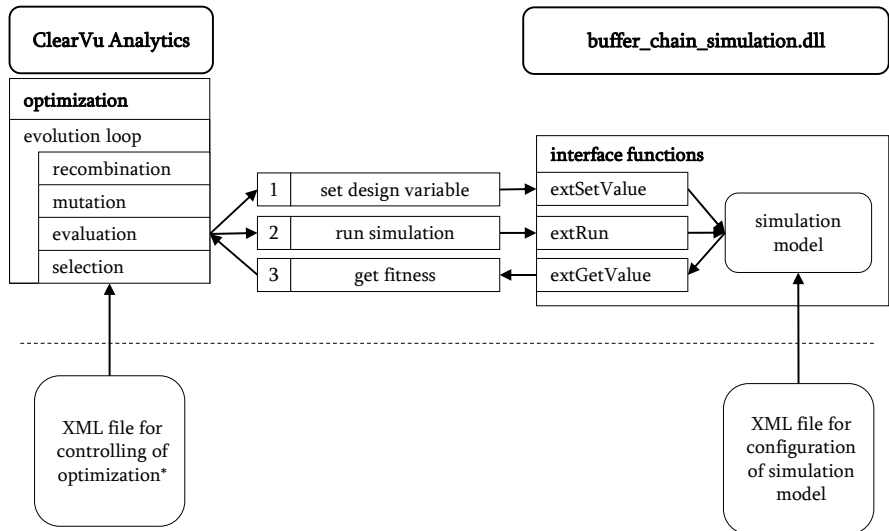 ClearVu Analytics
buffer_chain_simulation.dll
optimization
evolution loop
recombination
mutation
evaluation
selection
1 set design variable
2 run simulation
3 get fitness
interface functions
extSetValue
extRun
extGetValue
simulation
model
XML file for
controlling of
optimization*
XML file for
configuration
of simulation
model